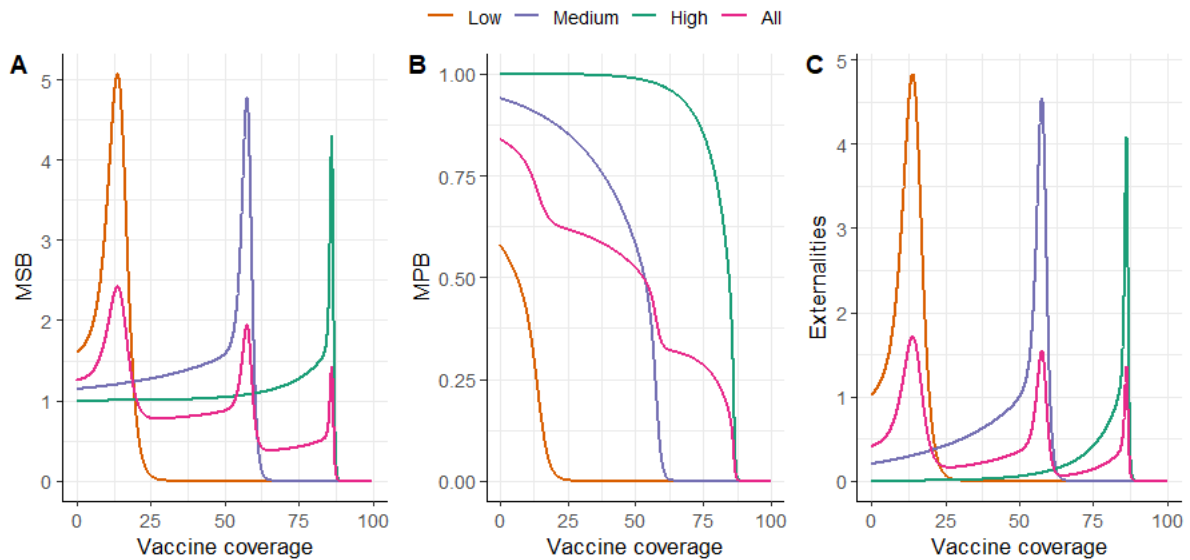 Low Medium High All
A
B
C
MSB
5
4
3
2
1
0
0 25 50 75 100
Vaccine coverage
MPB
1.00
0.75
0.50
0.25
0.00
0 25 50 75 100
Vaccine coverage
Externalities
5
4
3
2
1
0
0 25 50 75 100
Vaccine coverage